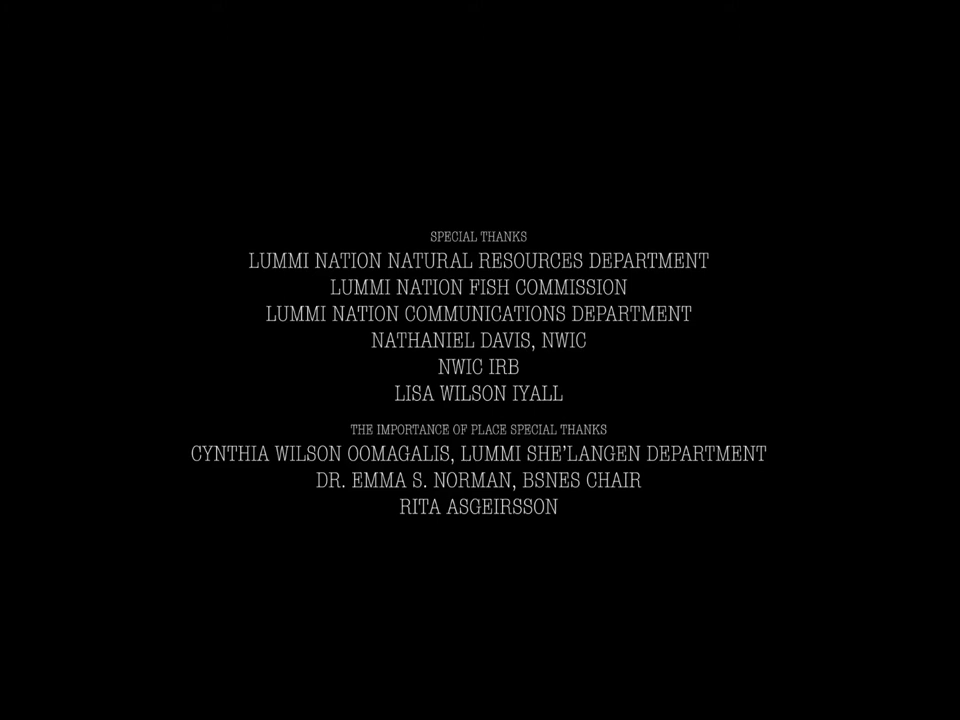 SPECIAL THANKS
LUMMI NATION NATURAL RESOURCES DEPARTMENT
LUMMI NATION FISH COMMISSION
LUMMI NATION COMMUNICATIONS DEPARTMENT
NATHANIEL DAVIS, NWIC
NWIC IRB
LISA WILSON IYALL
THE IMPORTANCE OF PLACE SPECIAL THANKS
CYNTHIA WILSON OOMAGALIS, LUMMI SHE'LANGEN DEPARTMENT
DR. EMMA S. NORMAN, BSNES CHAIR
RITA ASGEIRSSON